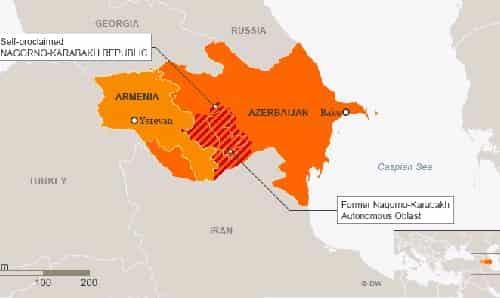 GEORGIA
RUSSIA
Self-proclaimed
NAGORNO-KARABAKH REPUBLIC
ARMENIA
AZERBAIJAN
Yerevan
Baku
Caspian Sea
TURKEY
Former Nagorno-Karabakh
Autonomous Oblast
IRAN
m
100 200
© DW